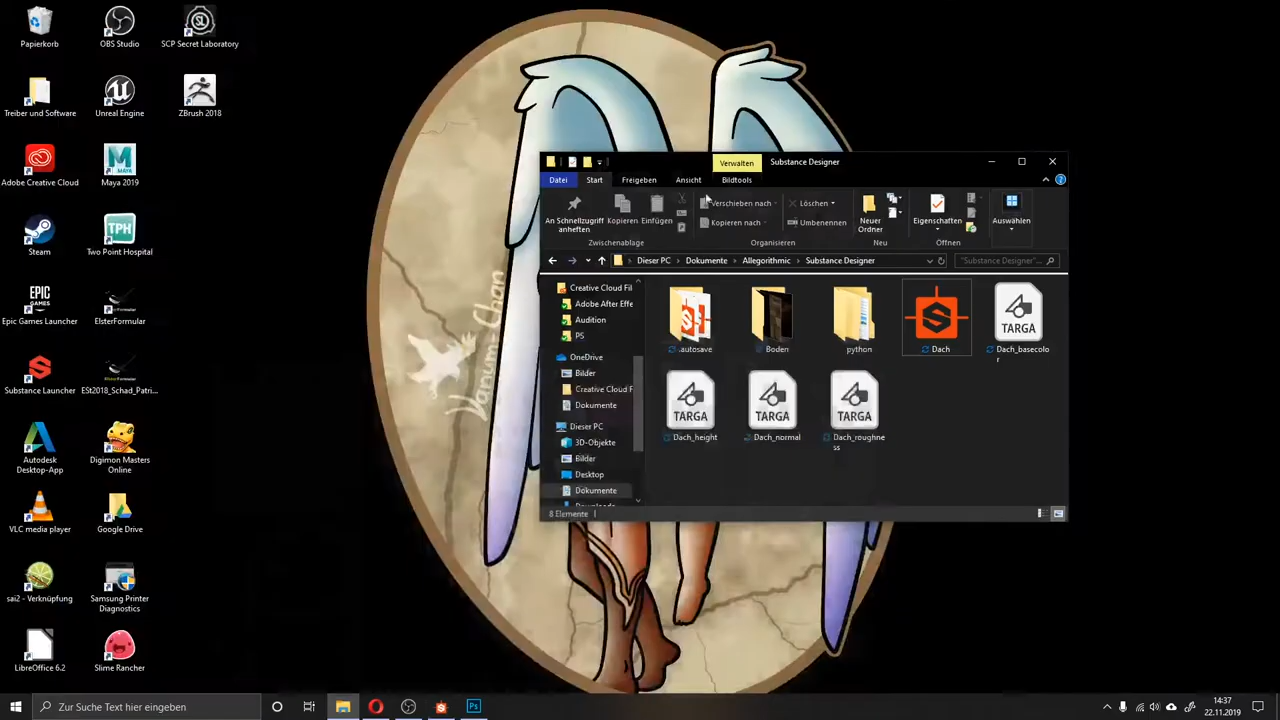 Papierkorb
OBS Studio
SCP Secret Laboratory
Treiber und Software
Unreal Engine
ZBrush 2018
Adobe Creative Cloud
Maya 2019
Steam
Two Point Hospital
Epic Games Launcher
ElsterFormular
Substance Launcher
ESt2018_Schad_Patri...
Autodesk
Desktop-App
Digimon Masters
Online
VLC media player
Google Drive
sai2 - Verknüpfung
Samsung Printer
Diagnostics
LibreOffice 6.2
Slime Rancher
Vanum-Chan
Verwalten
Substance Designer
Datei
Start
Freigeben
Ansicht
Bildtools
An Schnellzugriff
anheften
Kopieren
Einfügen
Zwischenablage
Verschieben nach
Kopieren nach
Löschen
Umbenennen
Organisieren
Neuer
Ordner
Neu
Eigenschaften
Öffnen
Auswählen
Dieser PC
Dokumente
Allegorithmic
Substance Designer
"Substance Designer"...
Creative Cloud Fil
Adobe After Effe
Audition
PS
OneDrive
Bilder
Creative Cloud F
Dokumente
Dieser PC
3D-Objekte
Bilder
Desktop
Dokumente
.autosave
Boden
python
Dach
TARGA
Dach_basecolo
r
TARGA
Dach_height
TARGA
Dach_normal
TARGA
Dach_roughne
ss
8 Elemente
Zur Suche Text hier eingeben
Ps
14:37
22.11.2019